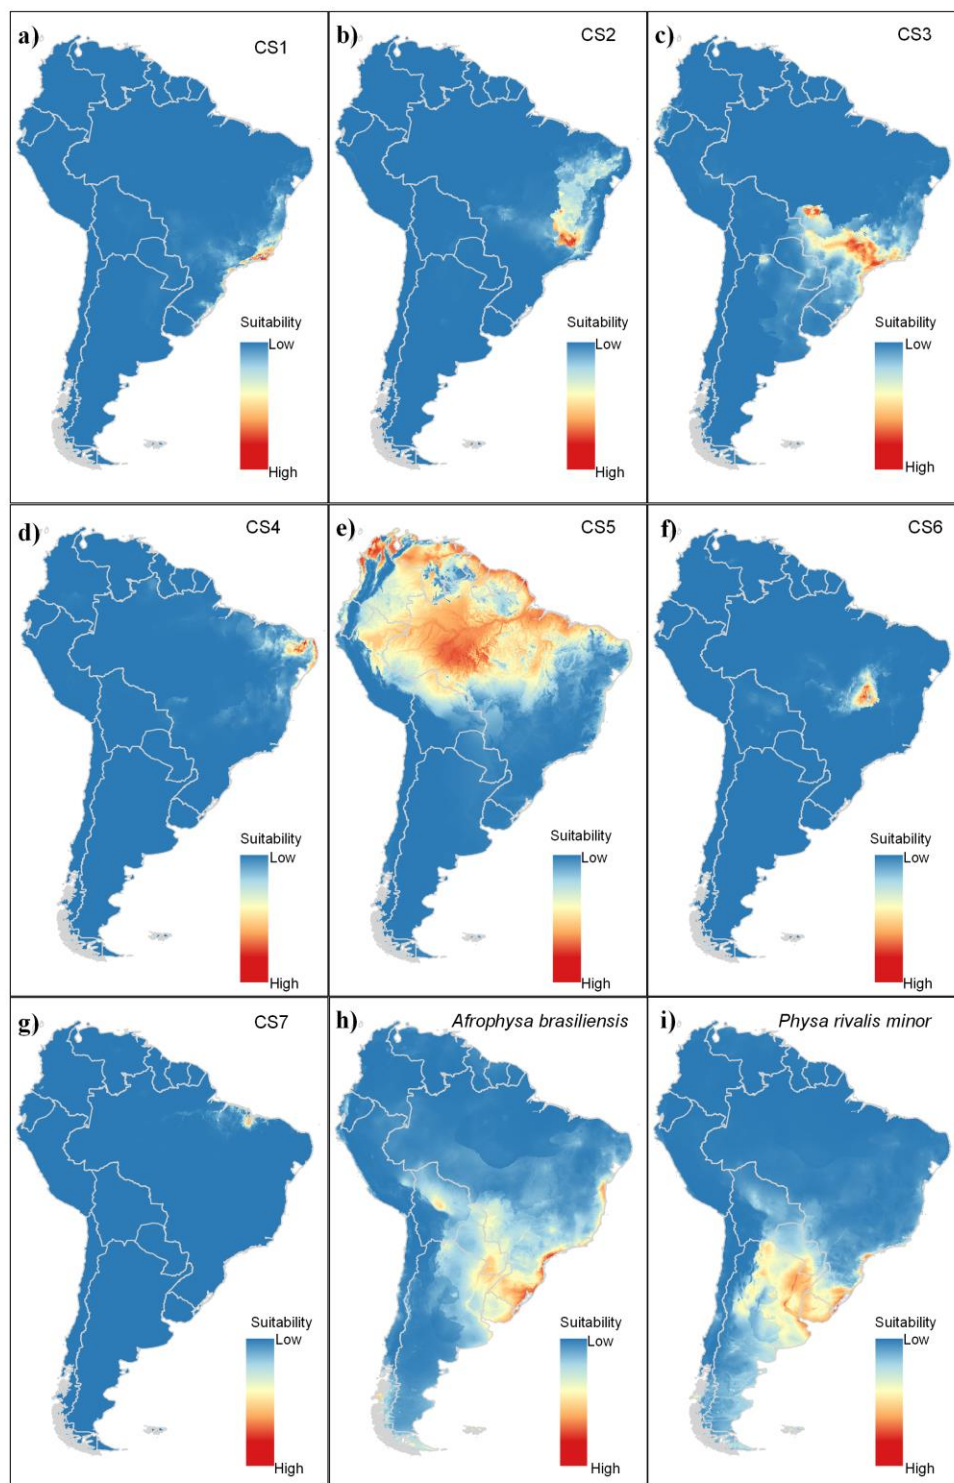 a) CS1
Suitability
Low
High
b) CS2
Suitability
Low
High
c) CS3
Suitability
Low
High
d) CS4
Suitability
Low
High
e) CS5
Suitability
Low
High
f) CS6
Suitability
Low
High
g) CS7
Suitability
Low
High
h) Afrophysa brasiliensis
Suitability
Low
High
i) Physa rivalis minor
Suitability
Low
High